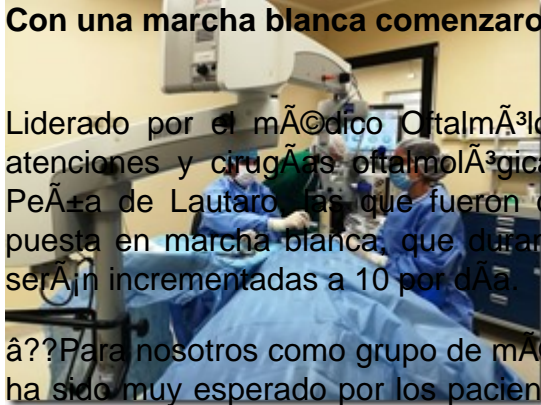 Con una marcha blanca comenzaro
Liderado por el mÃ©dico OftalmÃ³lo
atenciones y cirugÃ­as oftalmolÃ³gica
PeÃ±a de Lautaro, las que fueron
puesta en marcha blanca, que duran
serÃ¡n incrementadas a 10 por dÃ­a.
â??Para nosotros como grupo de mÃ
ha sido muy esperado por los pacien